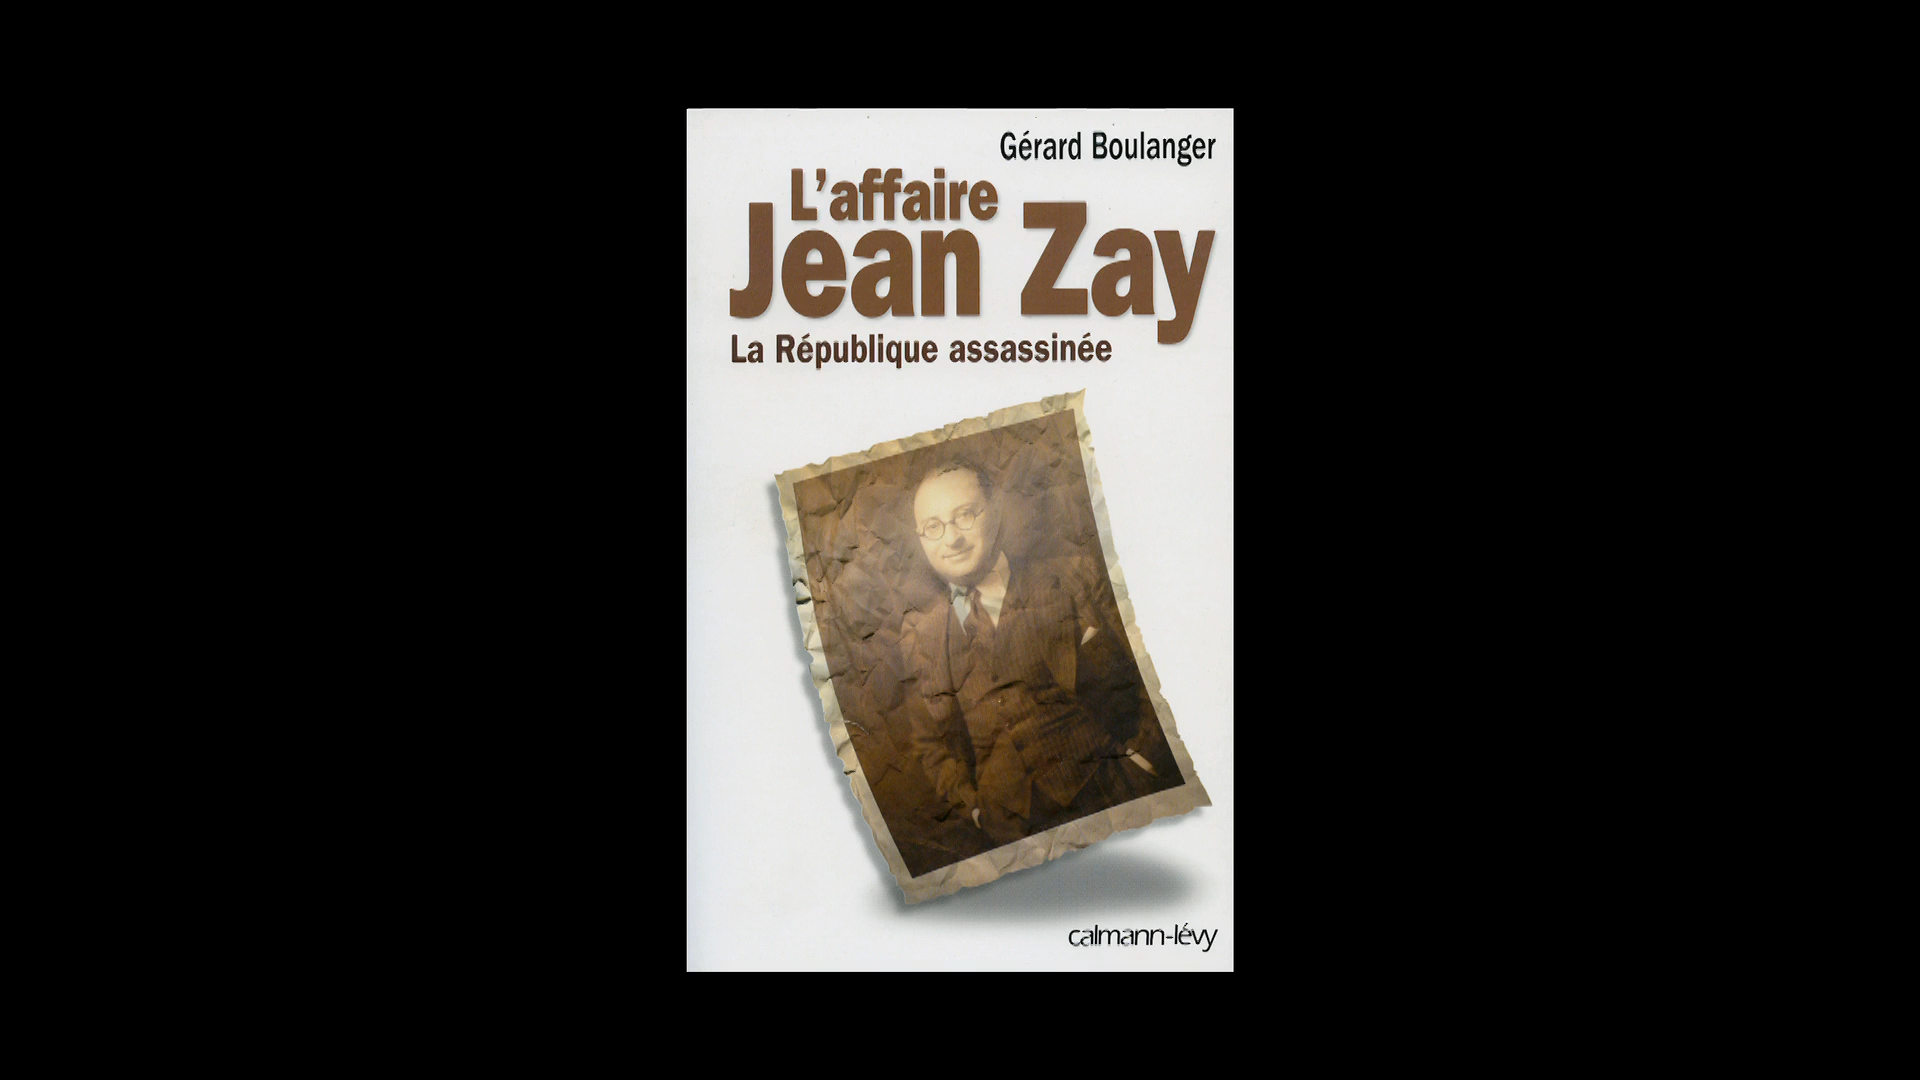 Gérard Boulanger
L'affaire
Jean Zay
La République assassinée
calmann-lévy